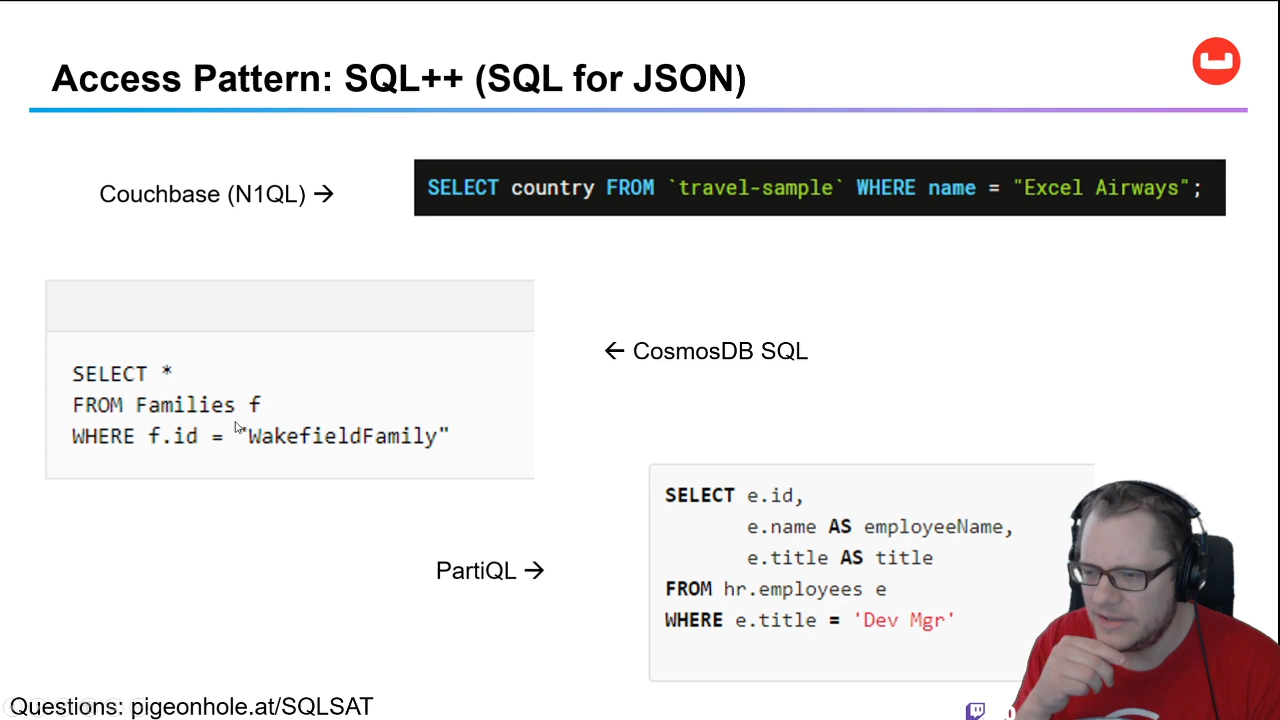 Access Pattern: SQL++ (SQL for JSON)
Couchbase (N1QL) →
SELECT country FROM `travel-sample` WHERE name = "Excel Airways";
SELECT *
FROM Families f
WHERE f.id = "WakefieldFamily"
← CosmosDB SQL
PartiQL →
SELECT e.id,
e.name AS employeeName,
e.title AS title
FROM hr.employees e
WHERE e.title = 'Dev Mgr'
Questions: pigeonhole.at/SQLSAT